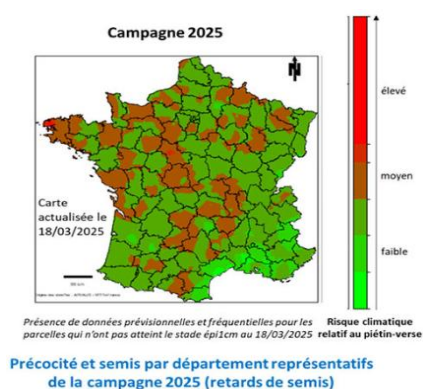 Campagne 2025
N
élevé
moyen
faible
Carte
actualisée le
18/03/2025
Présence de données prévisionnelles et fréquentielles pour les
parcelles qui n'ont pas atteint le stade épi1cm au 18/03/2025
Risque climatique
relatif au piétin-verse
Précocité et semis par département représentatifs
de la campagne 2025 (retards de semis)